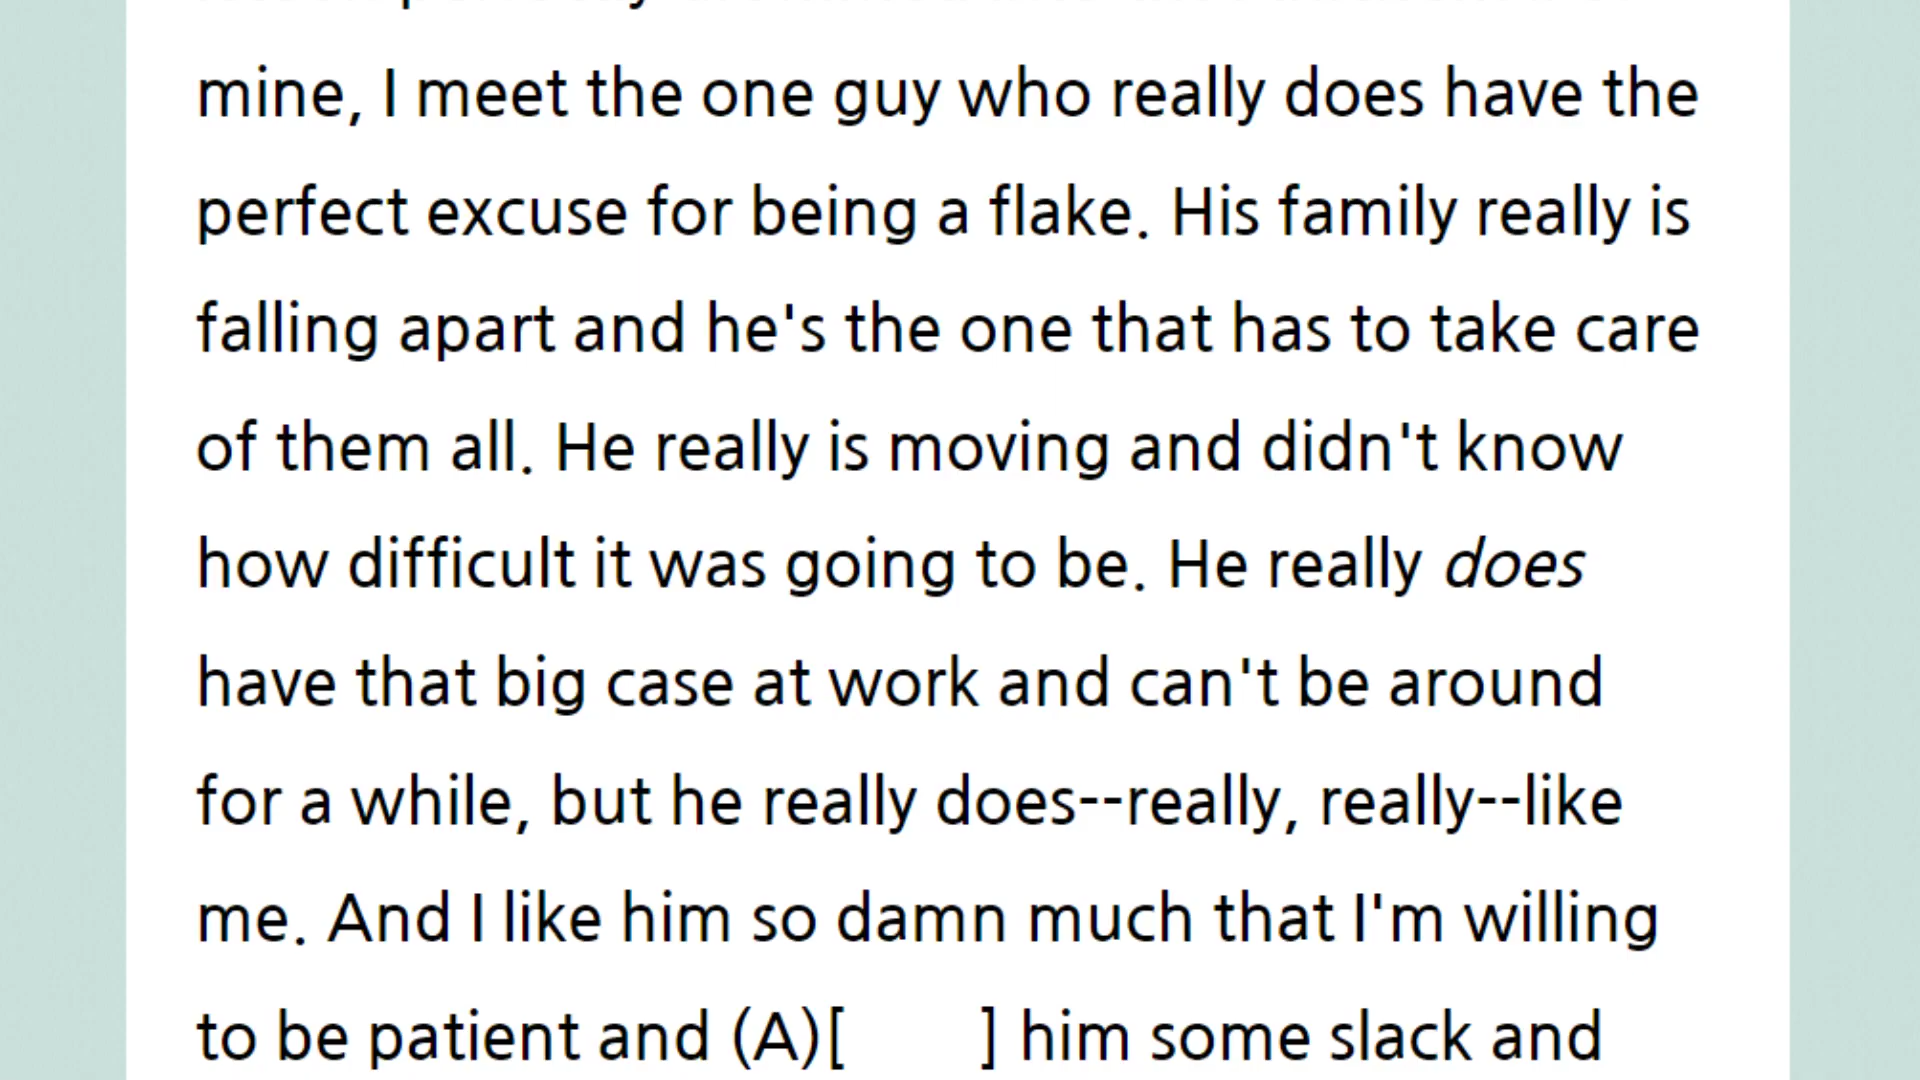 mine, I meet the one guy who really does have the
perfect excuse for being a flake. His family really is
falling apart and he's the one that has to take care
of them all. He really is moving and didn't know
how difficult it was going to be. He really does
have that big case at work and can't be around
for a while, but he really does--really, really--like
me. And I like him so damn much that I'm willing
to be patient and (A)[ ] him some slack and